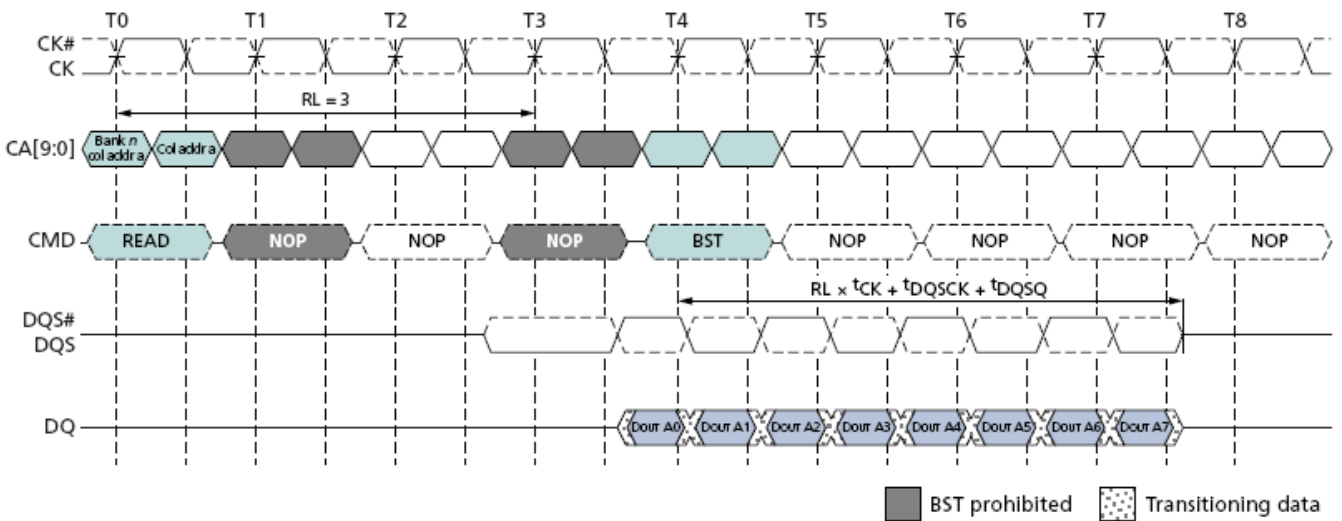 T0 T1 T2 T3 T4 T5 T6 T7 T8
CK#
CK
RL = 3
CA[9:0] Bank n col addr a Col addr a
CMD READ NOP NOP NOP BST NOP NOP NOP NOP
RL × tCK + tDQSCK + tDQSQ
DQS#
DQS
DQ DOUT A0 DOUT A1 DOUT A2 DOUT A3 DOUT A4 DOUT A5 DOUT A6 DOUT A7
BST prohibited Transitioning data